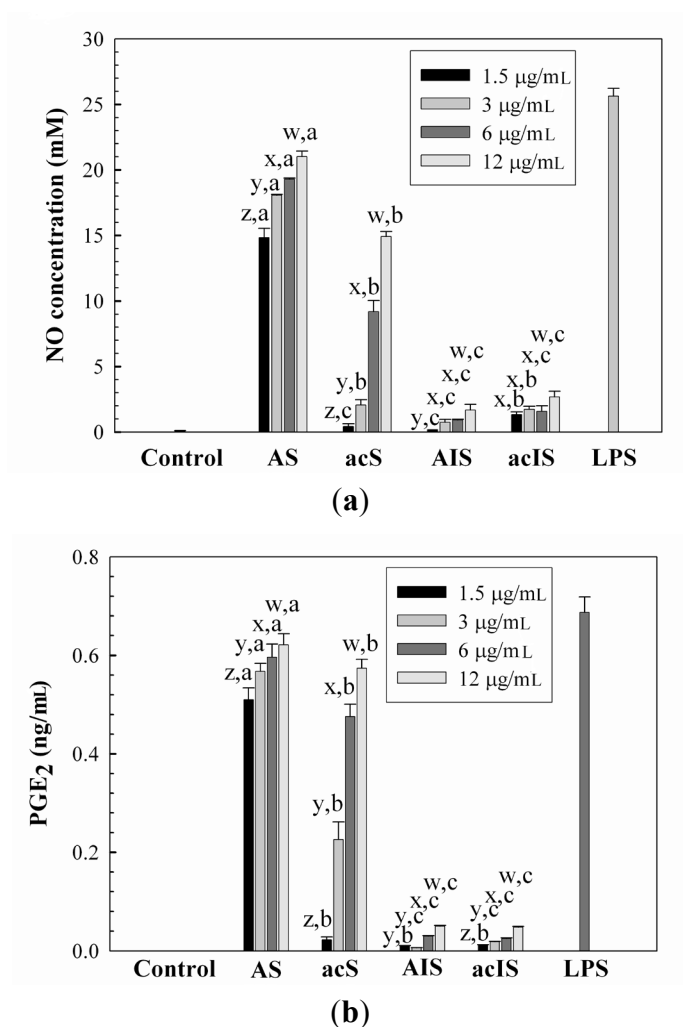 30
25
20
15
10
5
0
NO concentration (mM)
1.5 µg/mL
3 µg/mL
6 µg/mL
12 µg/mL
z,a
y,a
x,a
w,a
z,c
y,b
x,b
w,b
y,c
x,c
x,c
w,c
x,b
x,b
x,c
w,c
Control AS acS AIS acIS LPS
(a)
0.8
0.6
0.4
0.2
0.0
PGE2 (ng/mL)
1.5 µg/mL
3 µg/mL
6 µg/mL
12 µg/mL
z,a
y,a
x,a
w,a
z,b
y,b
x,b
w,b
y,b
y,c
x,c
w,c
z,b
y,c
x,c
w,c
Control AS acS AIS acIS LPS
(b)